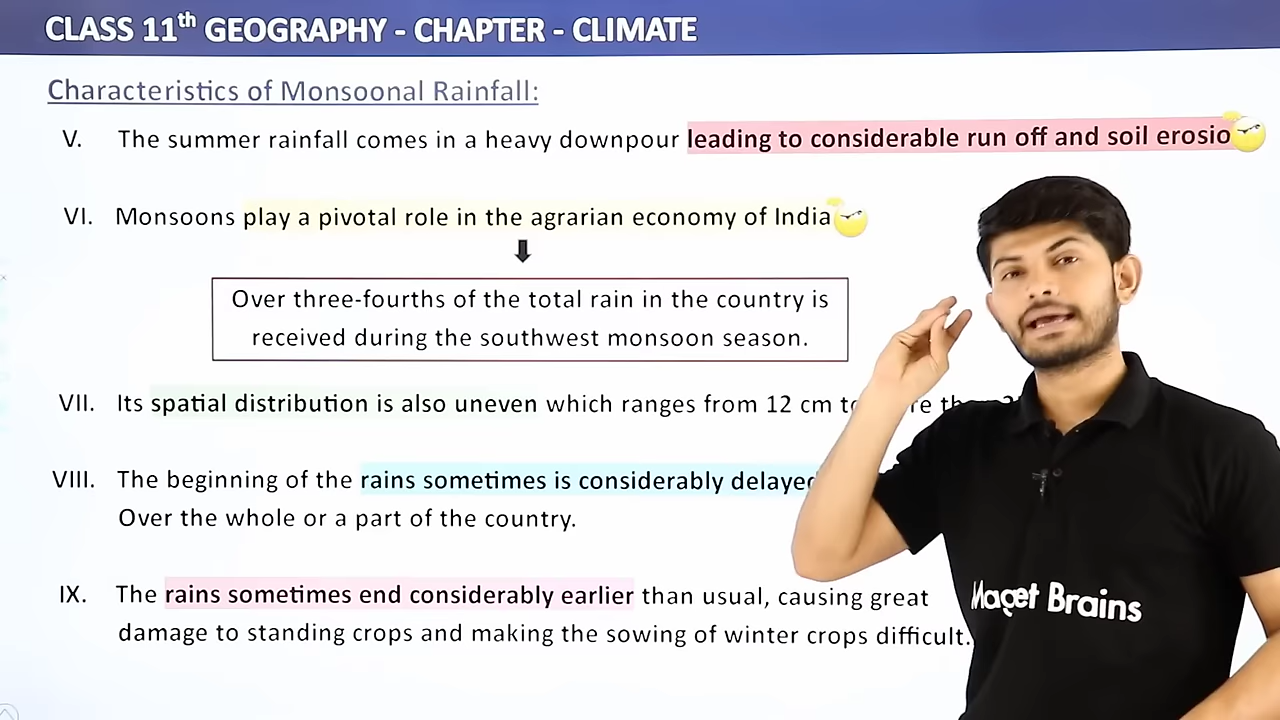 CLASS 11th GEOGRAPHY - CHAPTER - CLIMATE
Characteristics of Monsoonal Rainfall:
V. The summer rainfall comes in a heavy downpour leading to considerable run off and soil erosio
VI. Monsoons play a pivotal role in the agrarian economy of India
Over three-fourths of the total rain in the country is
received during the southwest monsoon season.
VII. Its spatial distribution is also uneven which ranges from 12 cm
VIII. The beginning of the rains sometimes is considerably delayed
Over the whole or a part of the country.
IX. The rains sometimes end considerably earlier than usual, causing great
damage to standing crops and making the sowing of winter crops difficult.
Magnet Brains